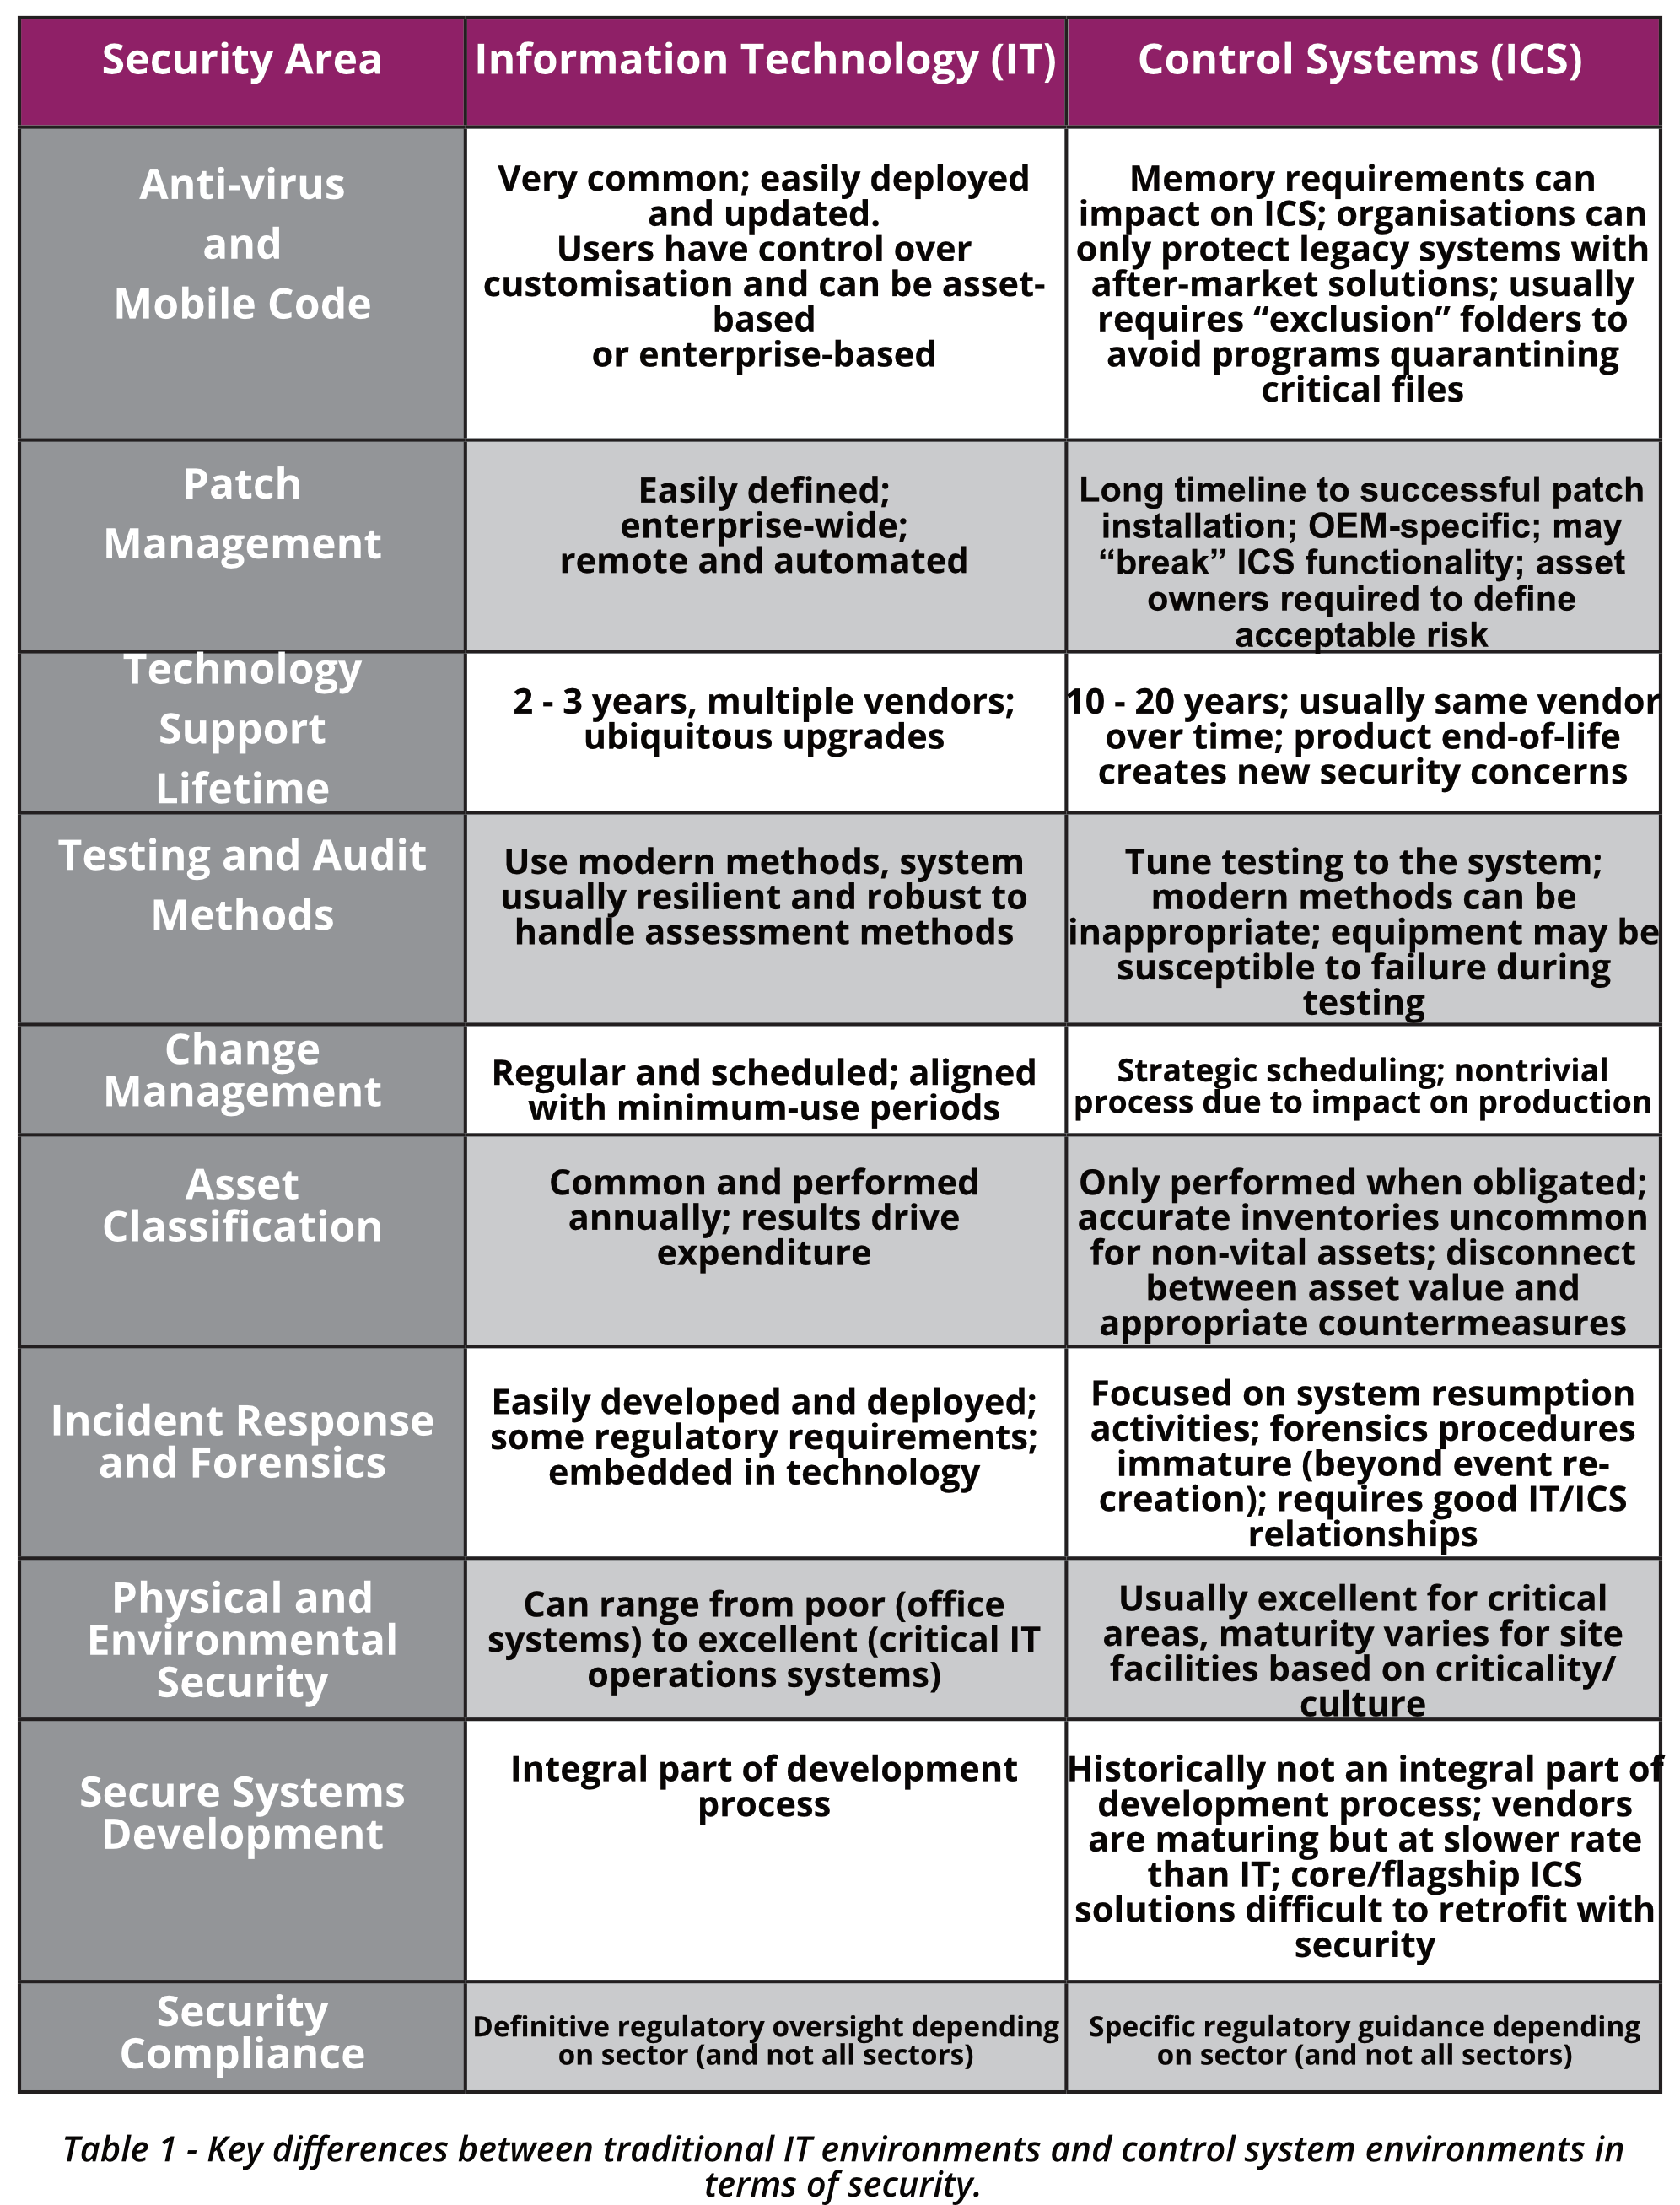 Security Area
Information Technology (IT)
Control Systems (ICS)
Anti-virus
and
Mobile Code
Very common; easily deployed
and updated.
Users have control over
customisation and can be asset-
based
or enterprise-based
Memory requirements can
impact on ICS; organisations can
only protect legacy systems with
after-market solutions; usually
requires “exclusion” folders to
avoid programs quarantining
critical files
Patch
Management
Easily defined;
enterprise-wide;
remote and automated
Long timeline to successful patch
installation; OEM-specific; may
“break” ICS functionality; asset
owners required to define
acceptable risk
Technology
Support
Lifetime
2 - 3 years, multiple vendors;
ubiquitous upgrades
10 - 20 years; usually same vendor
over time; product end-of-life
creates new security concerns
Testing and Audit
Methods
Use modern methods, system
usually resilient and robust to
handle assessment methods
Tune testing to the system;
modern methods can be
inappropriate; equipment may be
susceptible to failure during
testing
Change
Management
Regular and scheduled; aligned
with minimum-use periods
Strategic scheduling; nontrivial
process due to impact on production
Asset
Classification
Common and performed
annually; results drive
expenditure
Only performed when obligated;
accurate inventories uncommon
for non-vital assets; disconnect
between asset value and
appropriate countermeasures
Incident Response
and Forensics
Easily developed and deployed;
some regulatory requirements;
embedded in technology
Focused on system resumption
activities; forensics procedures
immature (beyond event re-
creation); requires good IT/ICS
relationships
Physical and
Environmental
Security
Can range from poor (office
systems) to excellent (critical IT
operations systems)
Usually excellent for critical
areas, maturity varies for site
facilities based on criticality/
culture
Secure Systems
Development
Integral part of development
process
Historically not an integral part of
development process; vendors
are maturing but at slower rate
than IT; core/flagship ICS
solutions difficult to retrofit with
security
Security
Compliance
Definitive regulatory oversight depending
on sector (and not all sectors)
Specific regulatory guidance depending
on sector (and not all sectors)
Table 1 - Key differences between traditional IT environments and control system environments in
terms of security.